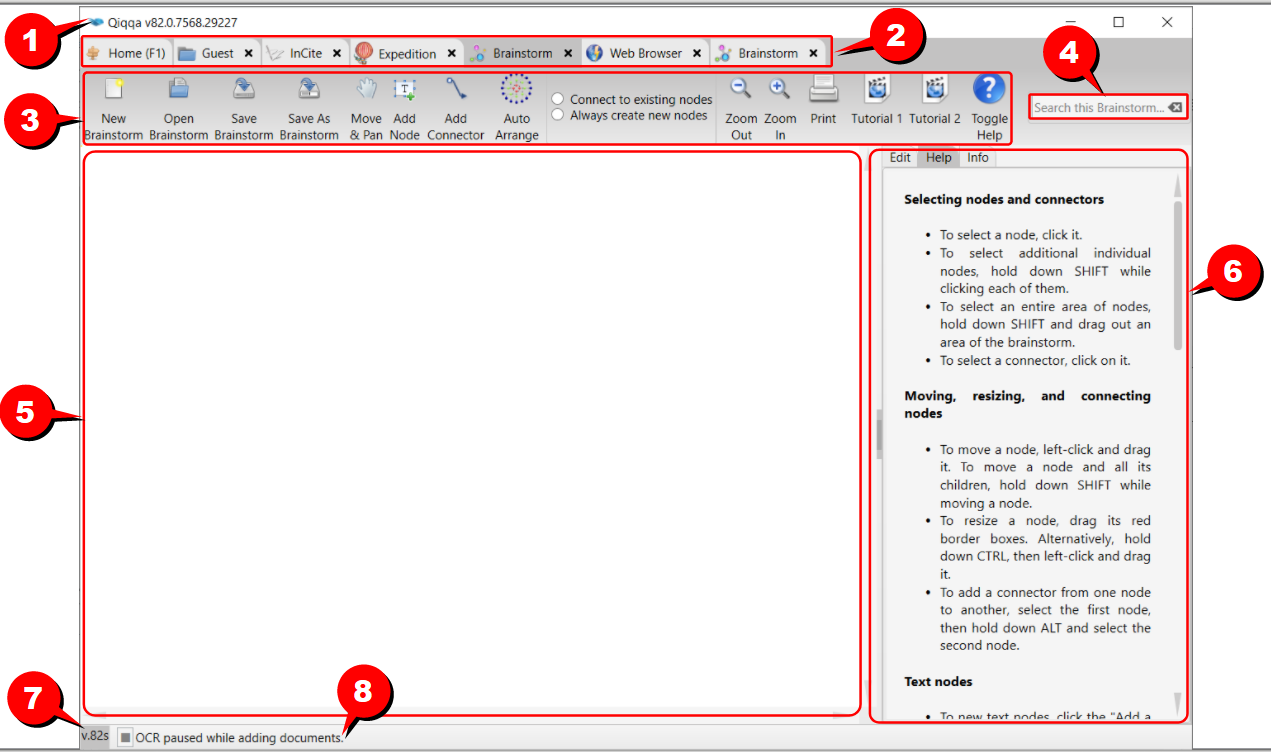 1
Qiqqa v82.0.7568.29227
2
Home (F1) Guest InCite Expedition Brainstorm Web Browser Brainstorm
4
3
New Brainstorm
Open Brainstorm
Save Brainstorm
Save As Brainstorm
Move & Pan
Add Node
Add Connector
Auto Arrange
Connect to existing nodes
Always create new nodes
Zoom Out
Zoom In
Print
Tutorial 1
Tutorial 2
Toggle Help
Search this Brainstorm...
5
Edit Help Info
Selecting nodes and connectors
• To select a node, click it.
• To select additional individual
nodes, hold down SHIFT while
clicking each of them.
• To select an entire area of nodes,
hold down SHIFT and drag out an
area of the brainstorm.
• To select a connector, click on it.
6
Moving, resizing, and connecting
nodes
• To move a node, left-click and drag
it. To move a node and all its
children, hold down SHIFT while
moving a node.
• To resize a node, drag its red
border boxes. Alternatively, hold
down CTRL, then left-click and drag
it.
• To add a connector from one node
to another, select the first node,
then hold down ALT and select the
second node.
Text nodes
• To new text nodes, click the "Add a
7
8
v.82s
OCR paused while adding documents.